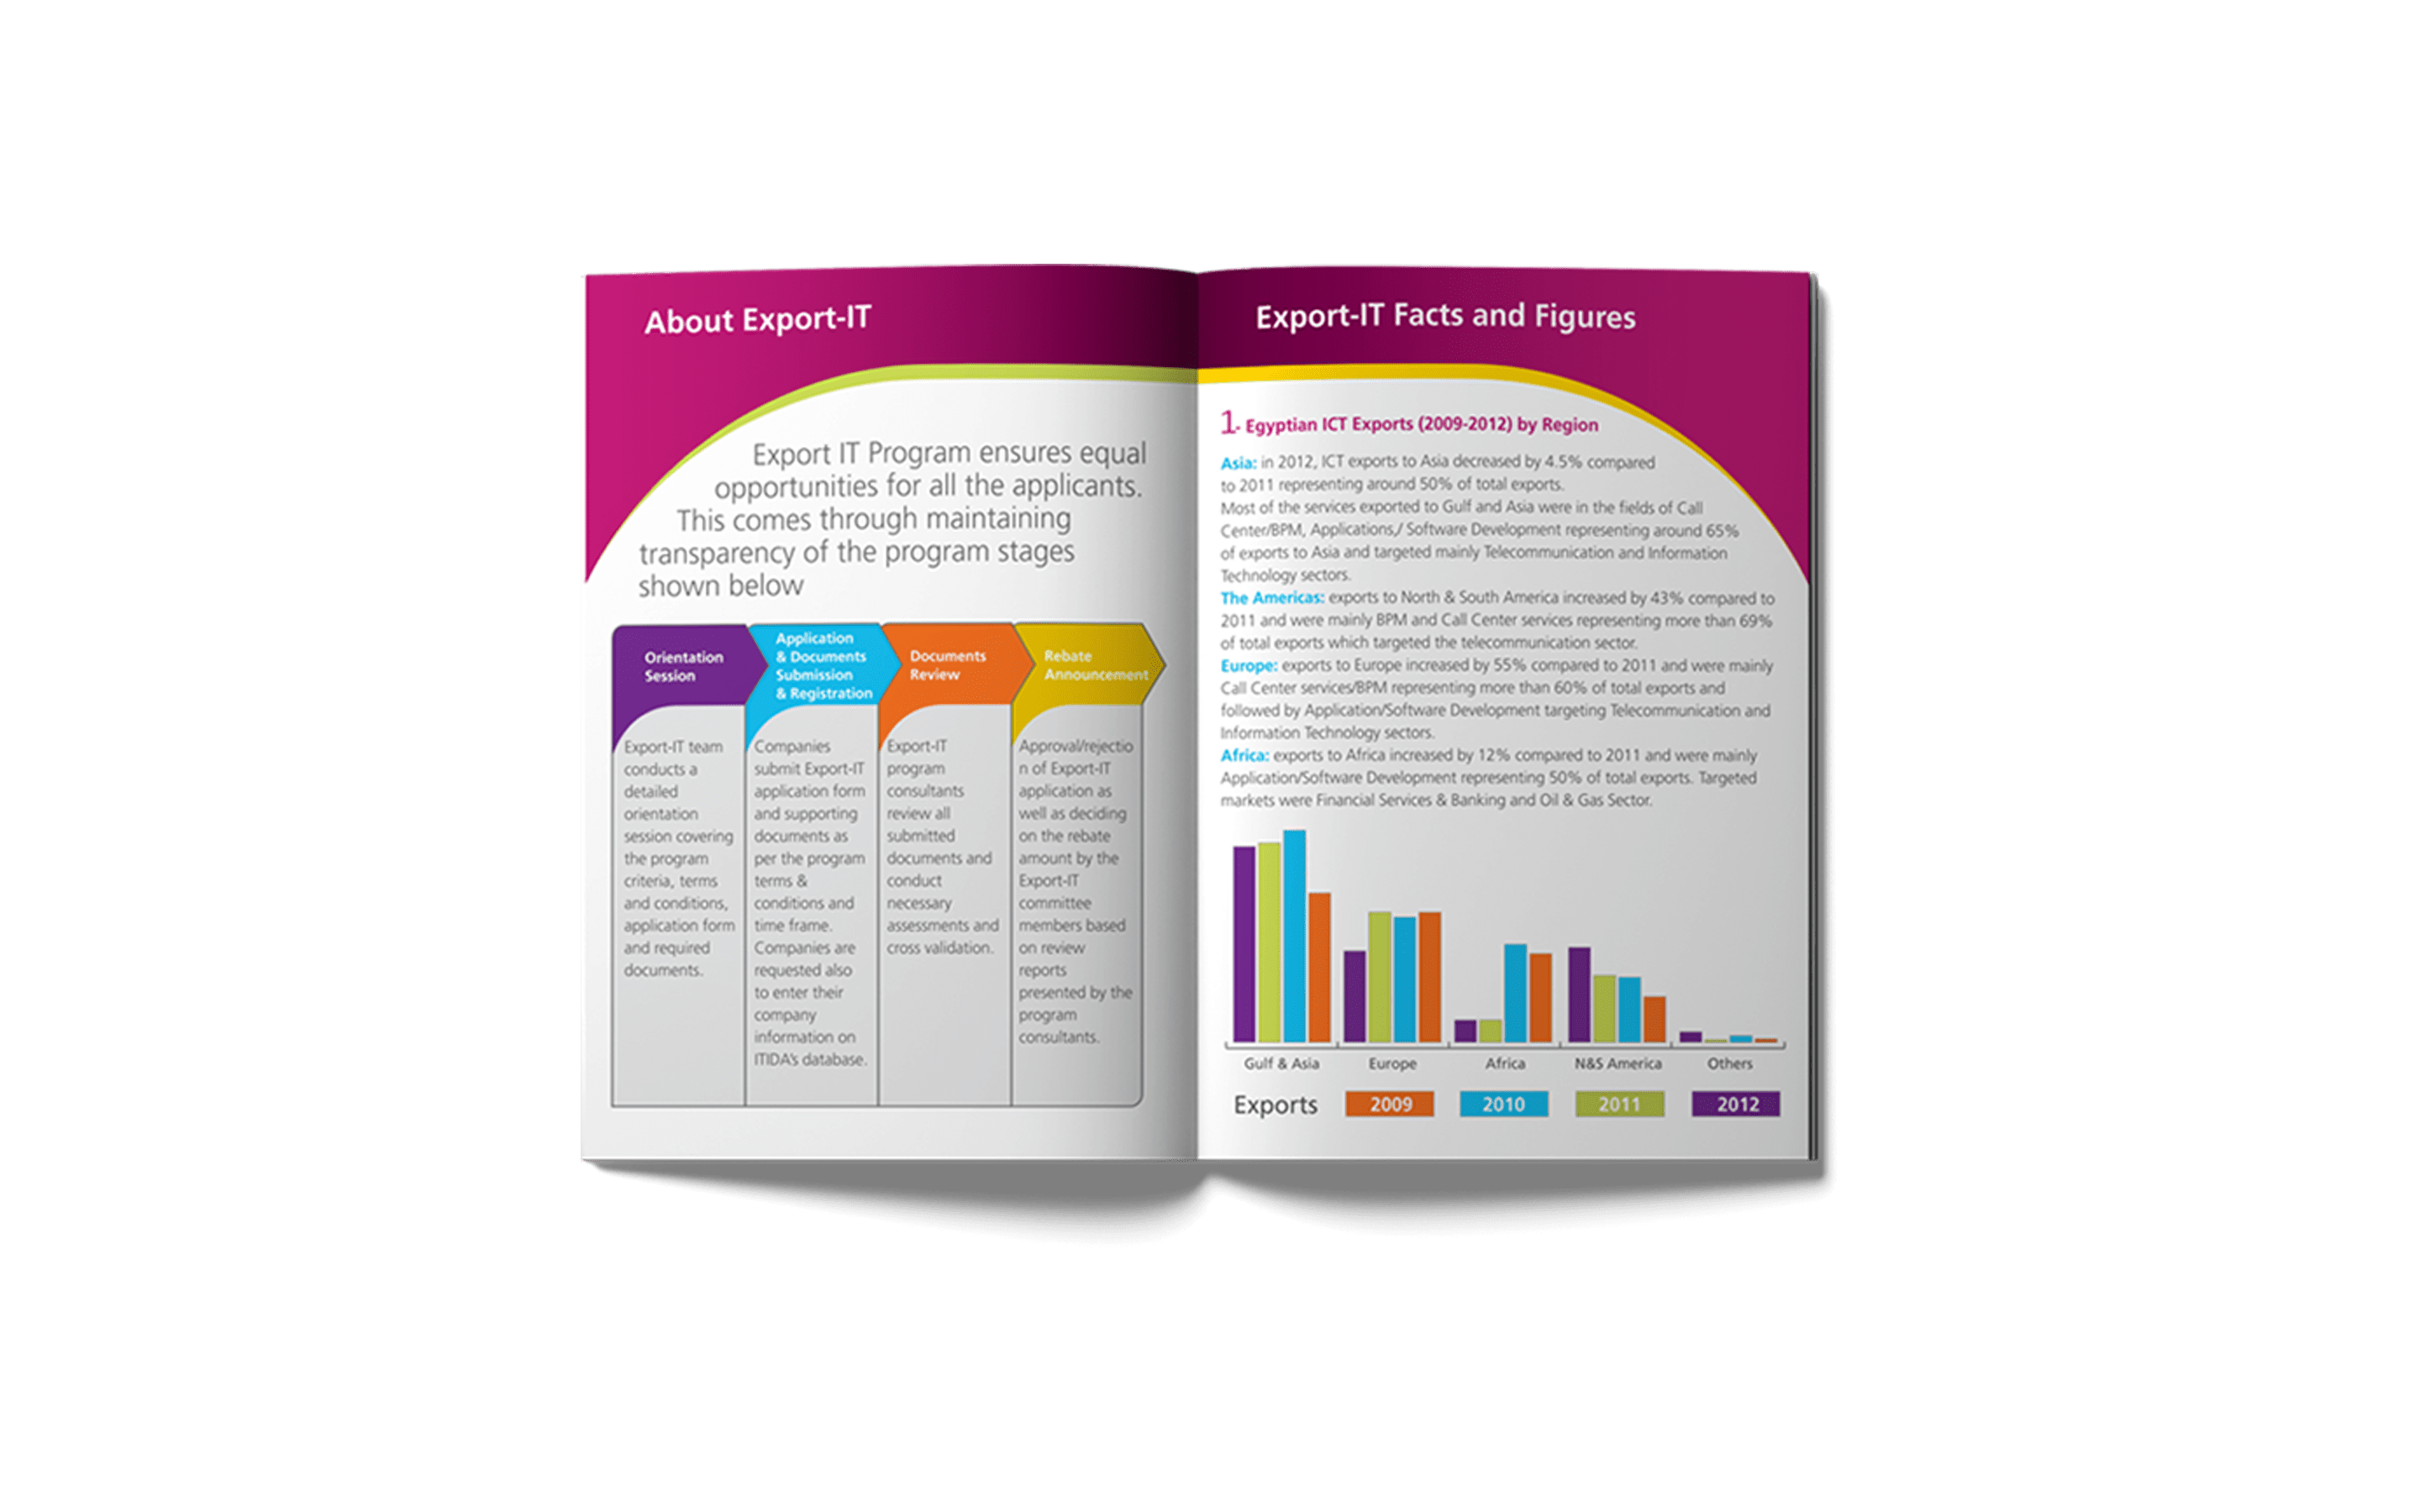 About Export-IT
Export IT Program ensures equal
opportunities for all the applicants.
This comes through maintaining
transparency of the program stages
shown below
Orientation
Session
Application
& Documents
Submission
& Registration
Documents
Review
Rebate
Announcement
Export-IT team
conducts a
detailed
orientation
session covering
the program
criteria, terms
and conditions,
application form
and required
documents.
Companies
submit Export-IT
application form
and supporting
documents as
per the program
terms &
conditions and
time frame.
Companies are
requested also
to enter their
company
information on
ITIDA's database.
Export-IT
program
consultants
review all
submitted
documents and
conduct
necessary
assessments and
cross validation.
Approval/rejectio
n of Export-IT
application as
well as deciding
on the rebate
amount by the
Export-IT
committee
members based
on review
reports
presented by the
program
consultants.
Export-IT Facts and Figures
1- Egyptian ICT Exports (2009-2012) by Region
Asia: in 2012, ICT exports to Asia decreased by 4.5% compared
to 2011 representing around 50% of total exports.
Most of the services exported to Gulf and Asia were in the fields of Call
Center/BPM, Applications,/ Software Development representing around 65%
of exports to Asia and targeted mainly Telecommunication and Information
Technology sectors.
The Americas: exports to North & South America increased by 43% compared to
2011 and were mainly BPM and Call Center services representing more than 69%
of total exports which targeted the telecommunication sector.
Europe: exports to Europe increased by 55% compared to 2011 and were mainly
Call Center services/BPM representing more than 60% of total exports and
followed by Application/Software Development targeting Telecommunication and
Information Technology sectors.
Africa: exports to Africa increased by 12% compared to 2011 and were mainly
Application/Software Development representing 50% of total exports. Targeted
markets were Financial Services & Banking and Oil & Gas Sector.
Gulf & Asia
Europe
Africa
N&S America
Others
Exports
2009
2010
2011
2012